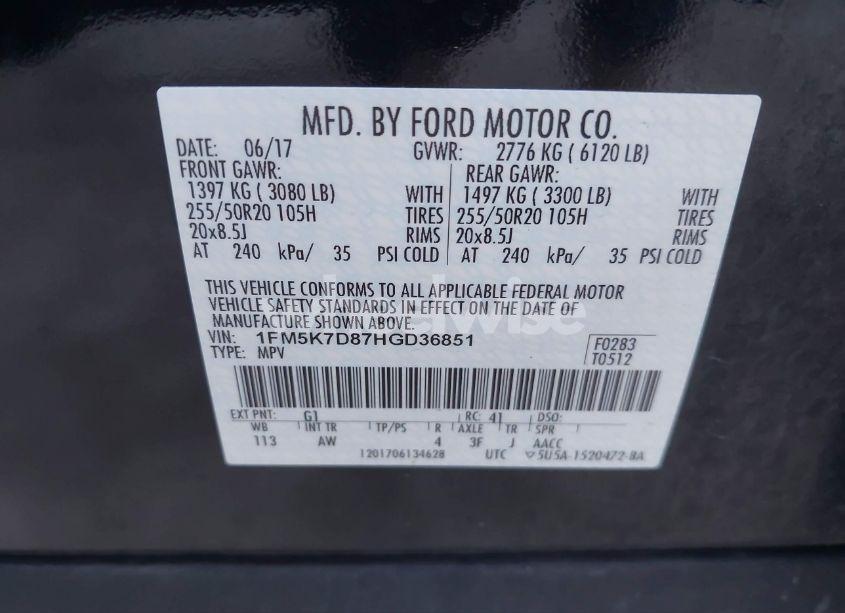 MFD. BY FORD MOTOR CO.
DATE: 06/17 GVWR: 2776 KG ( 6120 LB)
FRONT GAWR: REAR GAWR:
1397 KG ( 3080 LB) WITH 1497 KG ( 3300 LB) WITH
255/50R20 105H TIRES 255/50R20 105H TIRES
20x8.5J RIMS 20x8.5J RIMS
AT 240 kPa/ 35 PSI COLD AT 240 kPa/ 35 PSI COLD
THIS VEHICLE CONFORMS TO ALL APPLICABLE FEDERAL MOTOR
VEHICLE SAFETY STANDARDS IN EFFECT ON THE DATE OF
MANUFACTURE SHOWN ABOVE.
VIN: 1FM5K7D87HGD36851 F0283
TYPE: MPV T0512
EXT PNT: G1 RC: 41 DSO:
WB INT TR TP/PS R AXLE TR SPR
113 AW 4 3F J AACC
1201706134628 UTC ▽5U5A-1520472-BA